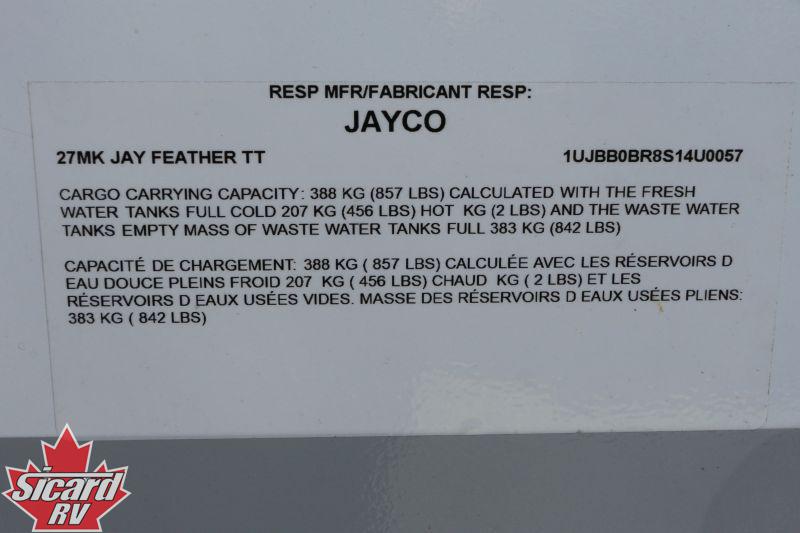 RESP MFR/FABRICANT RESP:
JAYCO
27MK JAY FEATHER TT 1UJBB0BR8S14U0057
CARGO CARRYING CAPACITY: 388 KG (857 LBS) CALCULATED WITH THE FRESH
WATER TANKS FULL COLD 207 KG (456 LBS) HOT KG (2 LBS) AND THE WASTE WATER
TANKS EMPTY MASS OF WASTE WATER TANKS FULL 383 KG (842 LBS)
CAPACITÉ DE CHARGEMENT: 388 KG ( 857 LBS) CALCULÉE AVEC LES RÉSERVOIRS D
EAU DOUCE PLEINS FROID 207 KG ( 456 LBS) CHAUD KG ( 2 LBS) ET LES
RÉSERVOIRS D EAUX USÉES VIDES. MASSE DES RÉSERVOIRS D EAUX USÉES PLIENS:
383 KG ( 842 LBS)
Sicard
RV